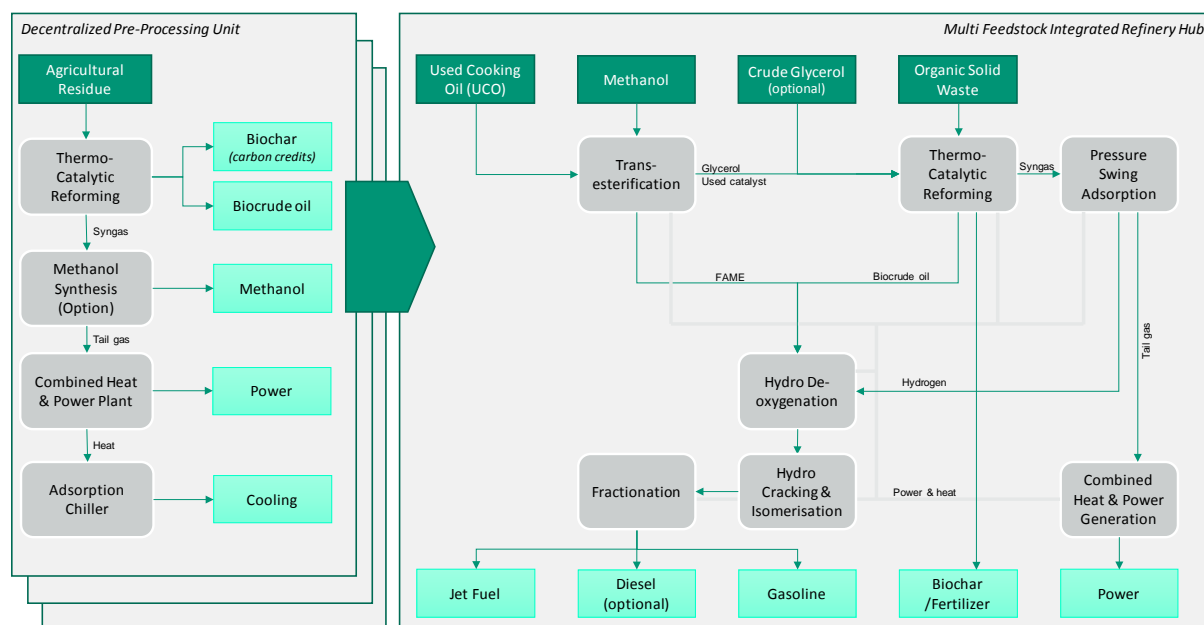 Decentralized Pre-Processing Unit
Agricultural
Residue
Thermo-
Catalytic
Reforming
Biochar
(carbon credits)
Biocrude oil
Syngas
Methanol
Synthesis
(Option)
Methanol
Tail gas
Combined Heat
& Power Plant
Power
Heat
Adsorption
Chiller
Cooling
Multi Feedstock Integrated Refinery Hub
Used Cooking
Oil (UCO)
Methanol
Crude Glycerol
(optional)
Organic Solid
Waste
Trans-
esterification
Glycerol
Used catalyst
Thermo-
Catalytic
Reforming
Syngas
Pressure
Swing
Adsorption
FAME
Biocrude oil
Tail gas
Hydro De-
oxygenation
Hydrogen
Fractionation
Hydro
Cracking &
Isomerisation
Power & heat
Combined
Heat & Power
Generation
Jet Fuel
Diesel
(optional)
Gasoline
Biochar
/Fertilizer
Power